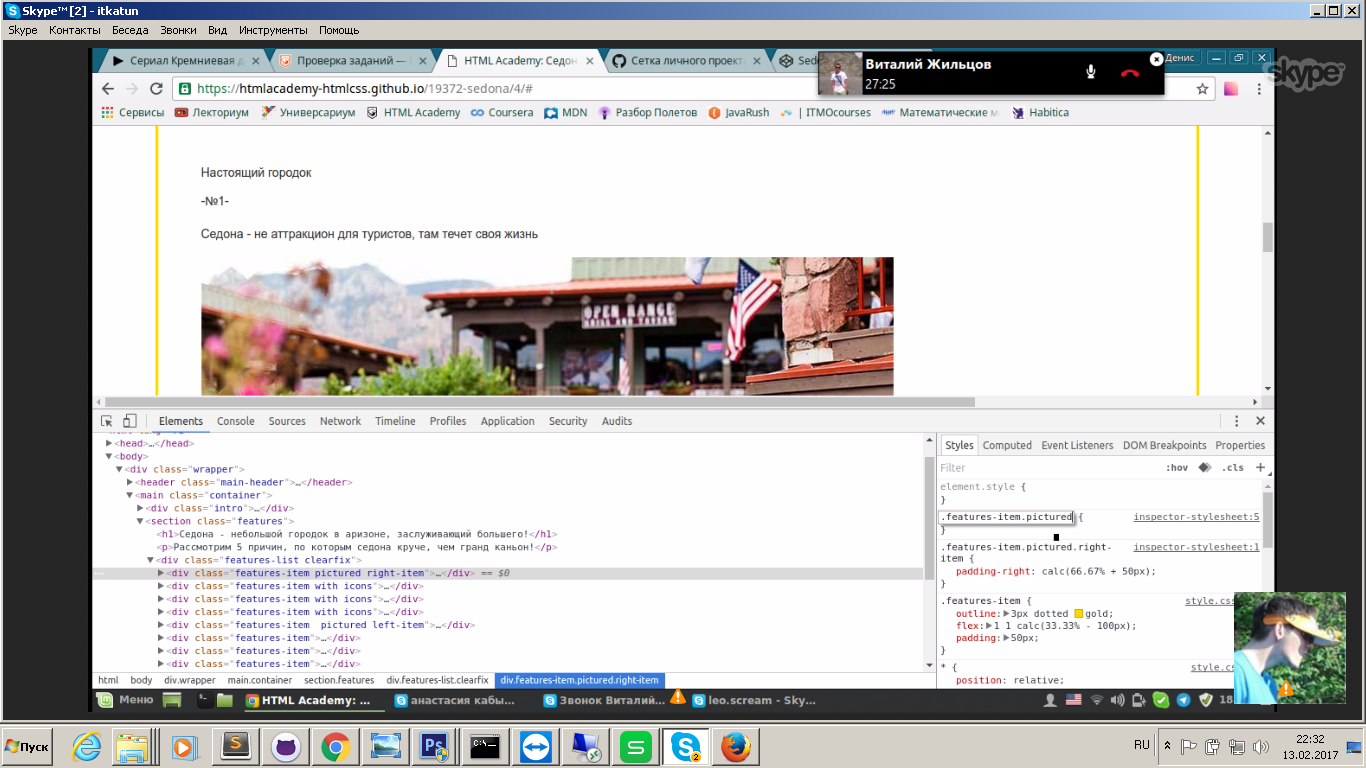 Skype™ [2] - itkatun
Skype Контакты Беседа Звонки Вид Инструменты Помощь
Сериал Кремниевая д
Проверка заданий —
HTML Academy: Седон
Сетка личного проект
Sed
Денис
Виталий Жильцов
27:25
skype
https://htmlacademy-htmlcss.github.io/19372-sedona/4/#
Сервисы Лекториум Универсариум HTML Academy Coursera MDN Разбор Полетов JavaRush | ITMOcourses Математические м Habitica
Настоящий городок
-№1-
Седона - не аттракцион для туристов, там течет своя жизнь
OPEN RANGE
GRILL AND TAVERN
Elements Console Sources Network Timeline Profiles Application Security Audits
<head>…</head>
<body>
<div class="wrapper">
<header class="main-header">…</header>
<main class="container">
<div class="intro">…</div>
<section class="features">
<h1>Седона - небольшой городок в аризоне, заслуживающий большего!</h1>
<p>Рассмотрим 5 причин, по которым седона круче, чем гранд каньон!</p>
<div class="features-list clearfix">
<div class="features-item pictured right-item">…</div> == $0
<div class="features-item with icons">…</div>
<div class="features-item with icons">…</div>
<div class="features-item with icons">…</div>
<div class="features-item  pictured left-item">…</div>
<div class="features-item">…</div>
<div class="features-item">…</div>
<div class="features-item">…</div>
html body div.wrapper main.container section.features div.features-list.clearfix div.features-item.pictured.right-item
Styles Computed Event Listeners DOM Breakpoints Properties
Filter :hov .cls +
element.style {
}
.features-item.pictured { inspector-stylesheet:5
}
.features-item.pictured.right- inspector-stylesheet:1
item {
padding-right: calc(66.67% + 50px);
}
.features-item { style.css
outline: 3px dotted gold;
flex: 1 1 calc(33.33% - 100px);
padding: 50px;
}
* { style.cs
position: relative;
Меню
HTML Academy: ...
анастасия кабы...
Звонок Виталий...
leo.scream - Sky...
18
Пуск
RU
22:32
13.02.2017